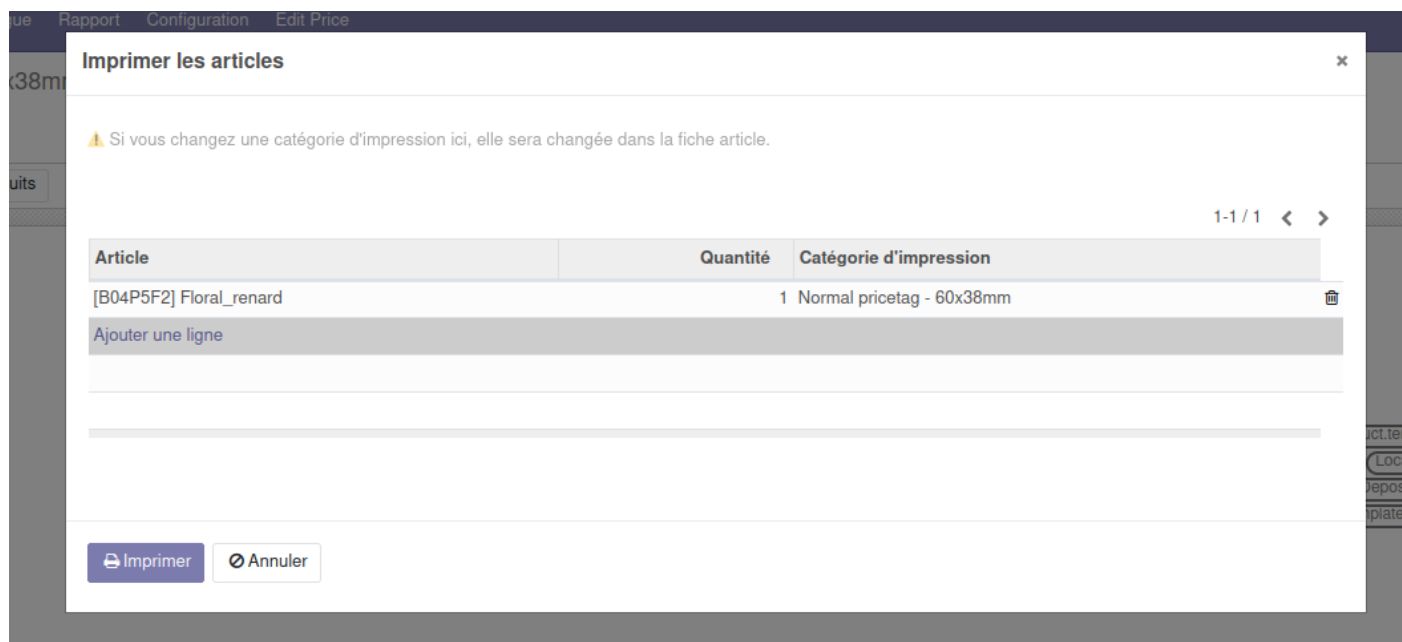 Rapport Configuration Edit Price
Imprimer les articles
Si vous changez une catégorie d'impression ici, elle sera changée dans la fiche article.
1-1 / 1
Article Quantité Catégorie d'impression
[B04P5F2] Floral_renard 1 Normal pricetag - 60x38mm
Ajouter une ligne
Imprimer Annuler